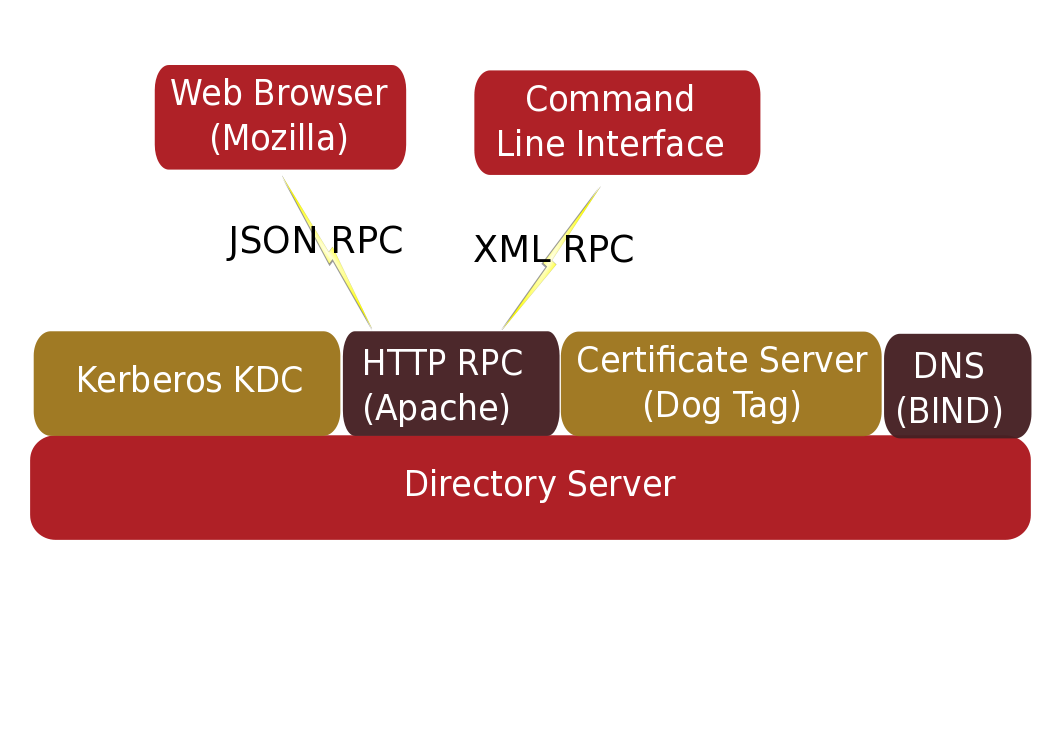 Web Browser
(Mozilla)
Command
Line Interface
JSON RPC
XML RPC
Kerberos KDC
HTTP RPC
(Apache)
Certificate Server
(Dog Tag)
DNS
(BIND)
Directory Server